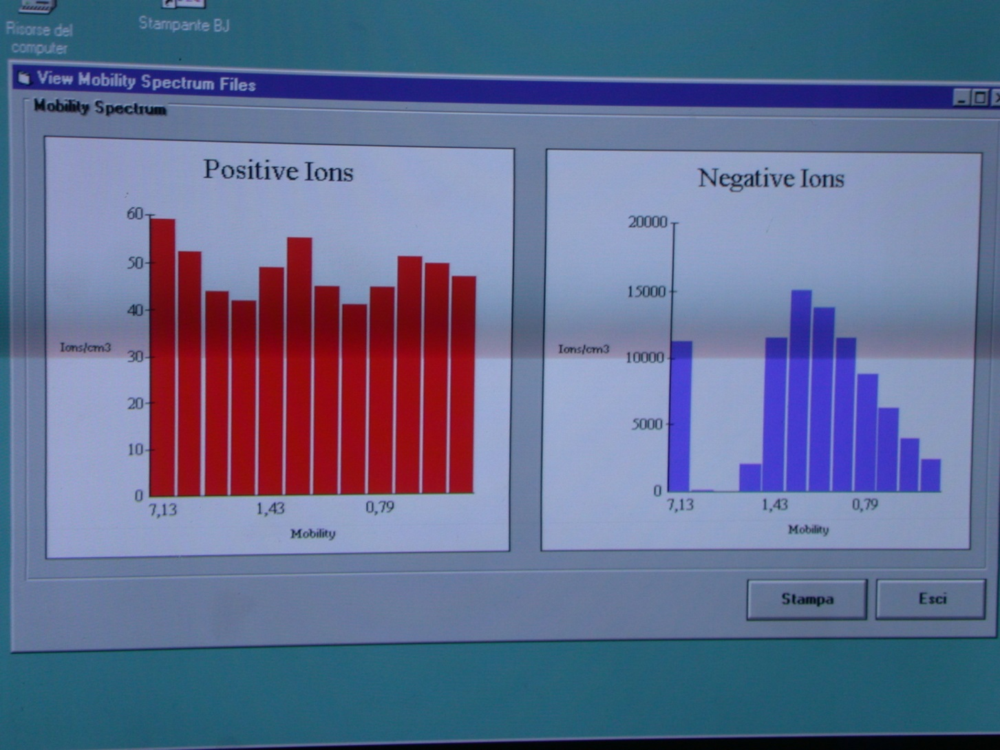 Risorse del
computer
Stampante BJ
View Mobility Spectrum Files
Mobility Spectrum
Positive Ions
60
50
40
Ions/cm3
30
20
10
0
7,13 1,43 0,79
Mobility
Negative Ions
20000
15000
Ions/cm3
10000
5000
0
7,13 1,43 0,79
Mobility
Stampa
Esci